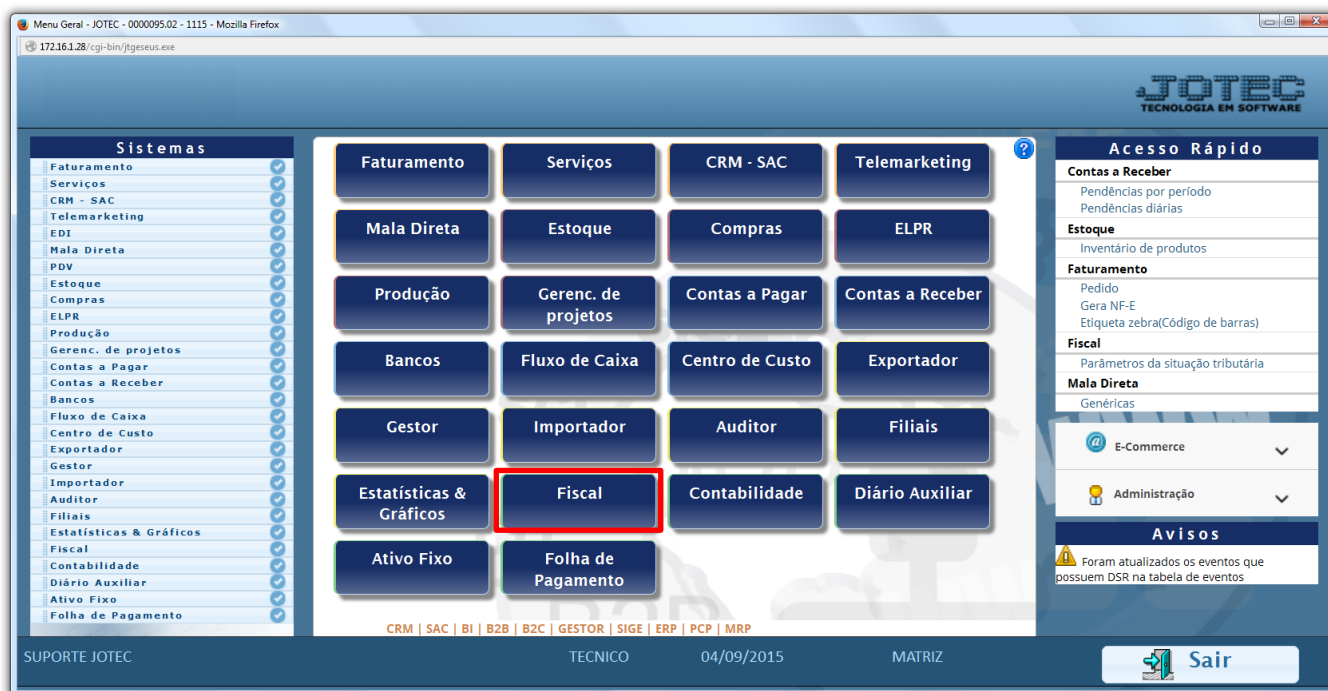 Menu Geral - JOTEC - 0000095.02 - 1115 - Mozilla Firefox
172.16.1.28/cgi-bin/jtgeseus.exe
JOTEC
TECNOLOGIA EM SOFTWARE
Sistemas
Faturamento
Serviços
CRM - SAC
Telemarketing
EDI
Mala Direta
PDV
Estoque
Compras
ELPR
Produção
Gerenc. de projetos
Contas a Pagar
Contas a Receber
Bancos
Fluxo de Caixa
Centro de Custo
Exportador
Gestor
Importador
Auditor
Filiais
Estatísticas & Gráficos
Fiscal
Contabilidade
Diário Auxiliar
Ativo Fixo
Folha de Pagamento
Faturamento
Serviços
CRM - SAC
Telemarketing
Mala Direta
Estoque
Compras
ELPR
Produção
Gerenc. de
projetos
Contas a Pagar
Contas a Receber
Bancos
Fluxo de Caixa
Centro de Custo
Exportador
Gestor
Importador
Auditor
Filiais
Estatísticas &
Gráficos
Fiscal
Contabilidade
Diário Auxiliar
Ativo Fixo
Folha de
Pagamento
B2B
CRM | SAC | BI | B2B | B2C | GESTOR | SIGE | ERP | PCP | MRP
Acesso Rápido
Contas a Receber
Pendências por período
Pendências diárias
Estoque
Inventário de produtos
Faturamento
Pedido
Gera NF-E
Etiqueta zebra(Código de barras)
Fiscal
Parâmetros da situação tributária
Mala Direta
Genéricas
E-Commerce
Administração
Avisos
Foram atualizados os eventos que
possuem DSR na tabela de eventos
SUPORTE JOTEC
TECNICO
04/09/2015
MATRIZ
Sair